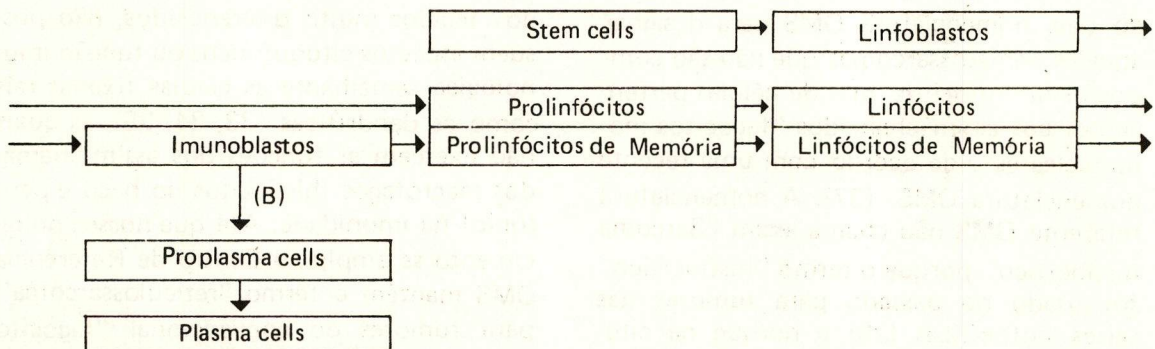 Stem cells Linfoblastos
Prolinfócitos Linfócitos
Imunoblastos Prolinfócitos de Memória Linfócitos de Memória
(B)
Proplasma cells
Plasma cells